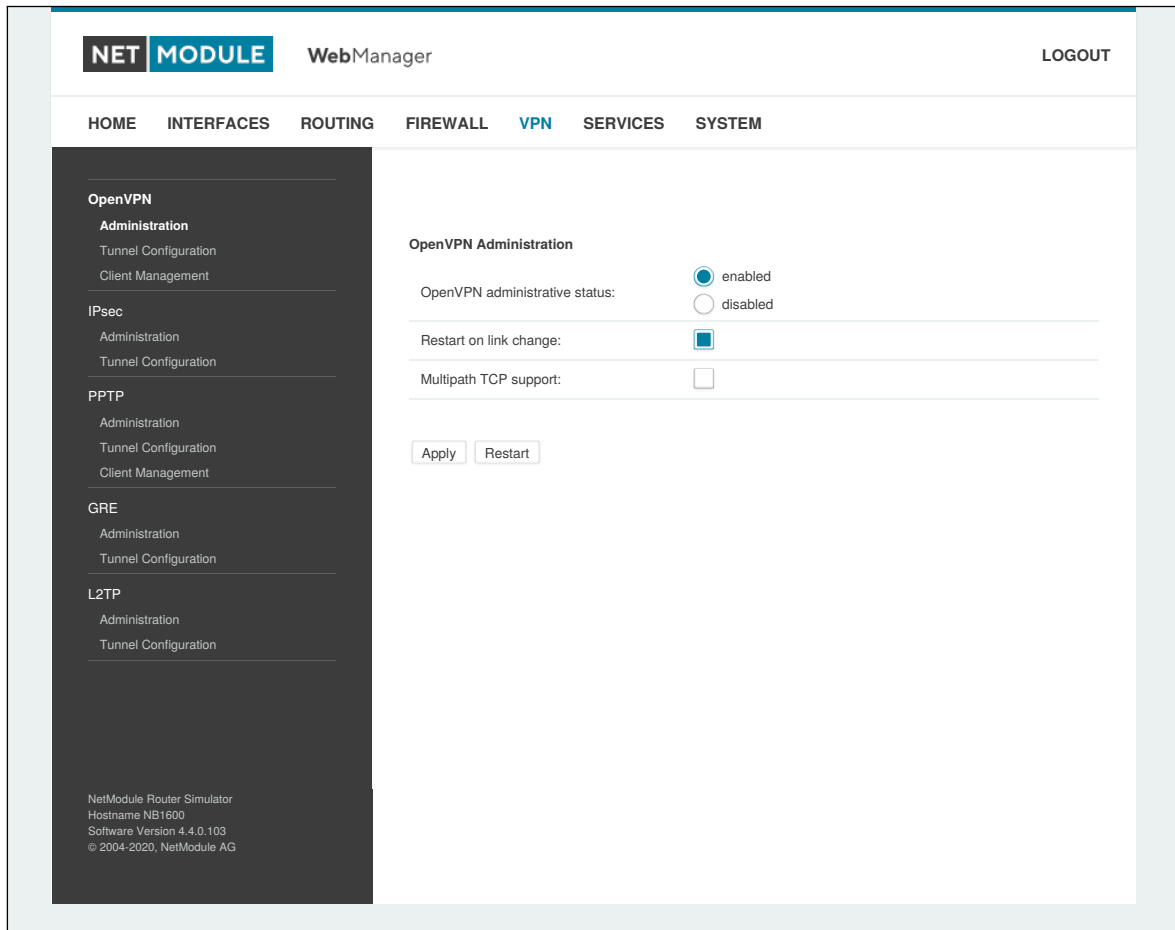 NET MODULE WebManager LOGOUT
HOME INTERFACES ROUTING FIREWALL VPN SERVICES SYSTEM
OpenVPN
Administration
Tunnel Configuration
Client Management
IPsec
Administration
Tunnel Configuration
PPTP
Administration
Tunnel Configuration
Client Management
GRE
Administration
Tunnel Configuration
L2TP
Administration
Tunnel Configuration
NetModule Router Simulator
Hostname NB1600
Software Version 4.4.0.103
© 2004-2020, NetModule AG
OpenVPN Administration
OpenVPN administrative status:
enabled
disabled
Restart on link change:
Multipath TCP support:
Apply Restart